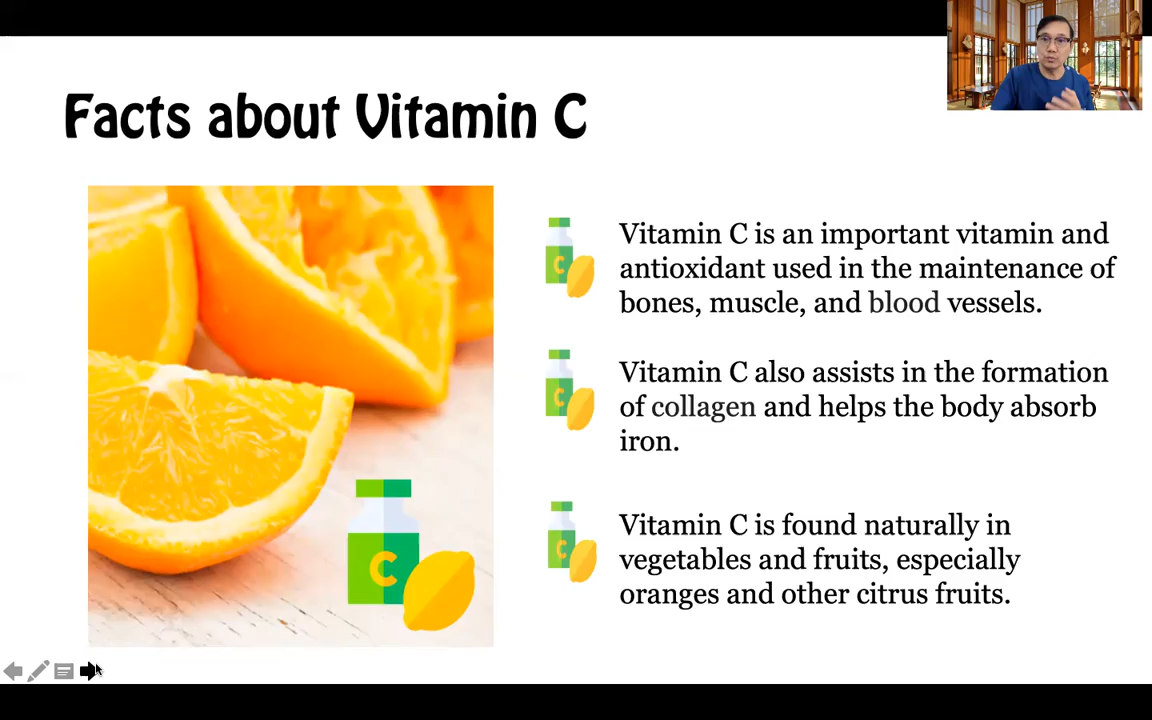 Facts about Vitamin C
Vitamin C is an important vitamin and
antioxidant used in the maintenance of
bones, muscle, and blood vessels.
Vitamin C also assists in the formation
of collagen and helps the body absorb
iron.
Vitamin C is found naturally in
vegetables and fruits, especially
oranges and other citrus fruits.
C
C
C
C